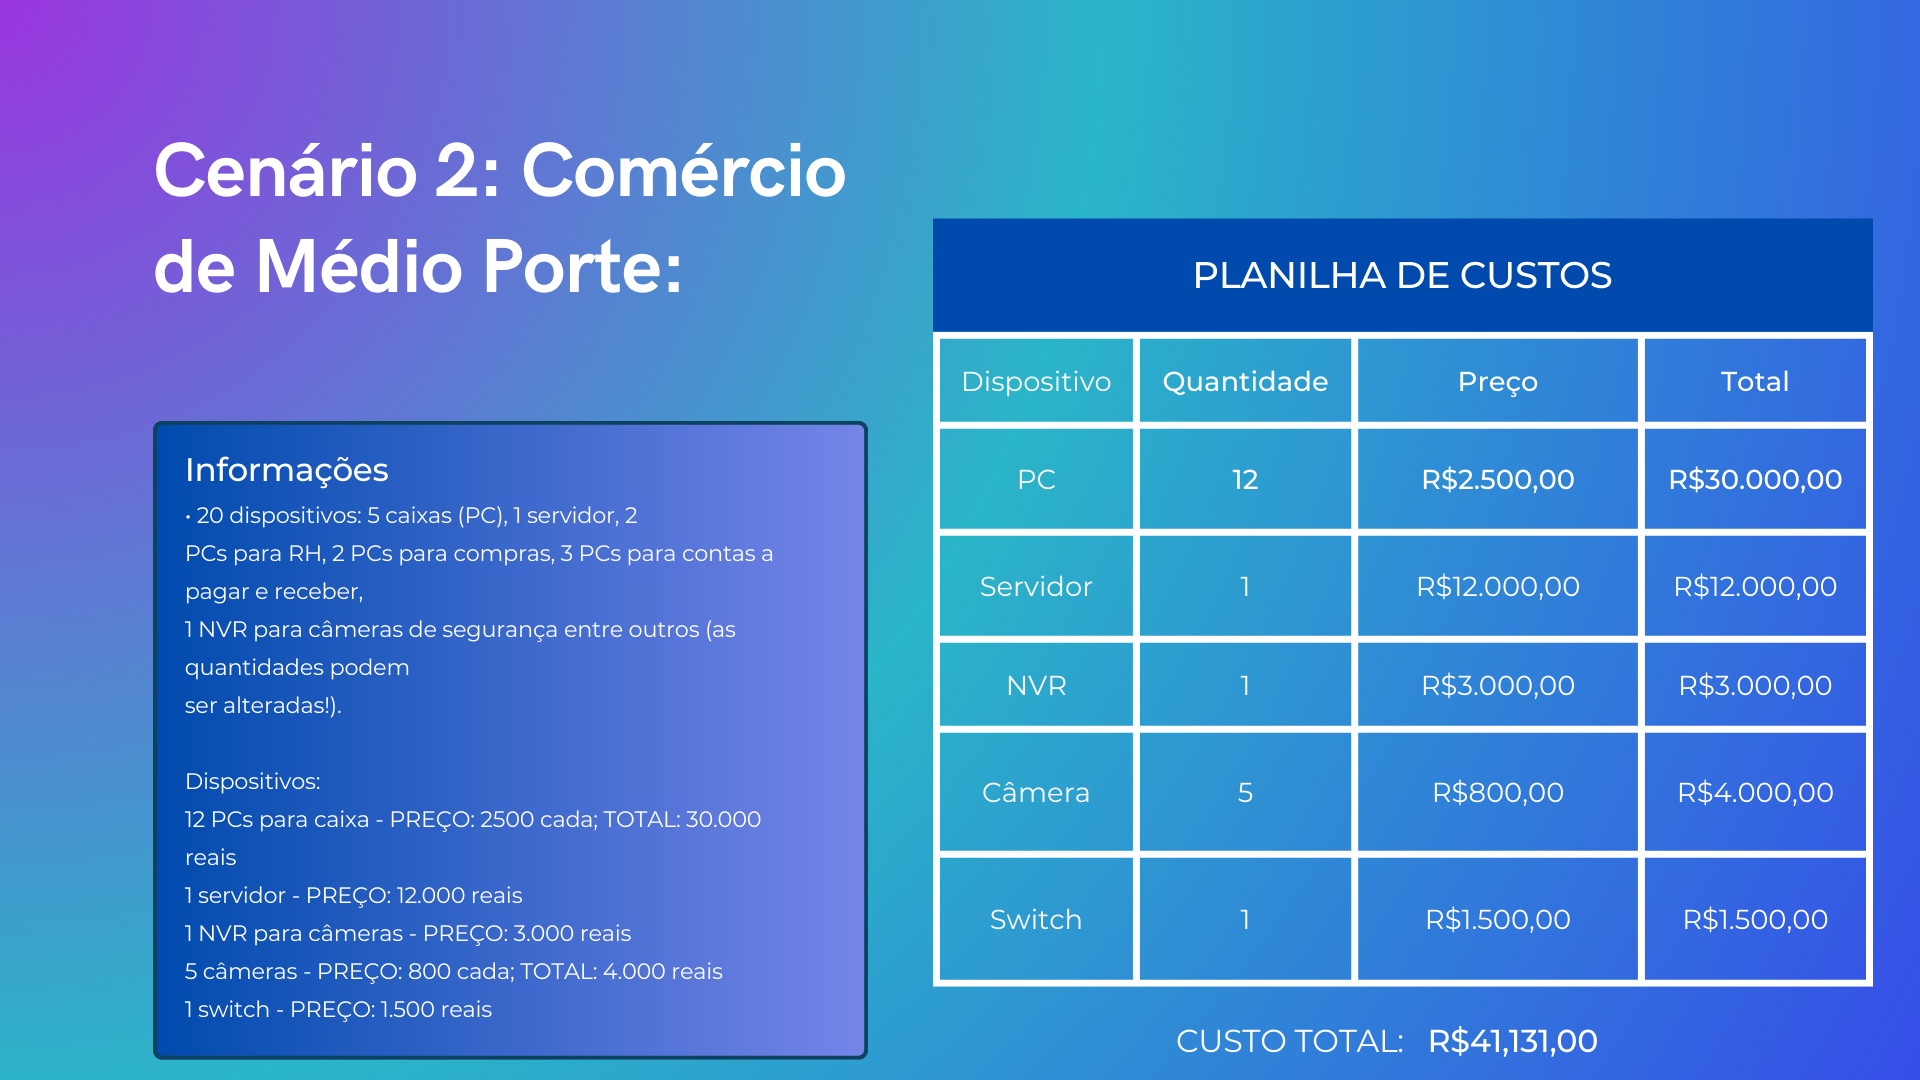 Cenário 2: Comércio
de Médio Porte:
Informações
• 20 dispositivos: 5 caixas (PC), 1 servidor, 2
PCs para RH, 2 PCs para compras, 3 PCs para contas a
pagar e receber,
1 NVR para câmeras de segurança entre outros (as
quantidades podem
ser alteradas!).
Dispositivos:
12 PCs para caixa - PREÇO: 2500 cada; TOTAL: 30.000
reais
1 servidor - PREÇO: 12.000 reais
1 NVR para câmeras - PREÇO: 3.000 reais
5 câmeras - PREÇO: 800 cada; TOTAL: 4.000 reais
1 switch - PREÇO: 1.500 reais
PLANILHA DE CUSTOS
Dispositivo Quantidade Preço Total
PC 12 R$2.500,00 R$30.000,00
Servidor 1 R$12.000,00 R$12.000,00
NVR 1 R$3.000,00 R$3.000,00
Câmera 5 R$800,00 R$4.000,00
Switch 1 R$1.500,00 R$1.500,00
CUSTO TOTAL: R$41,131,00